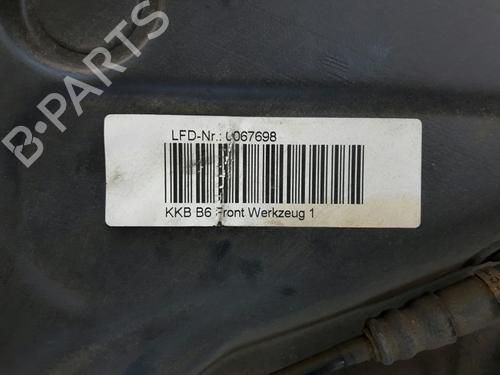 B-PARTS
LFD-Nr.: 0067698
KKB B6 Front Werkzeug 1